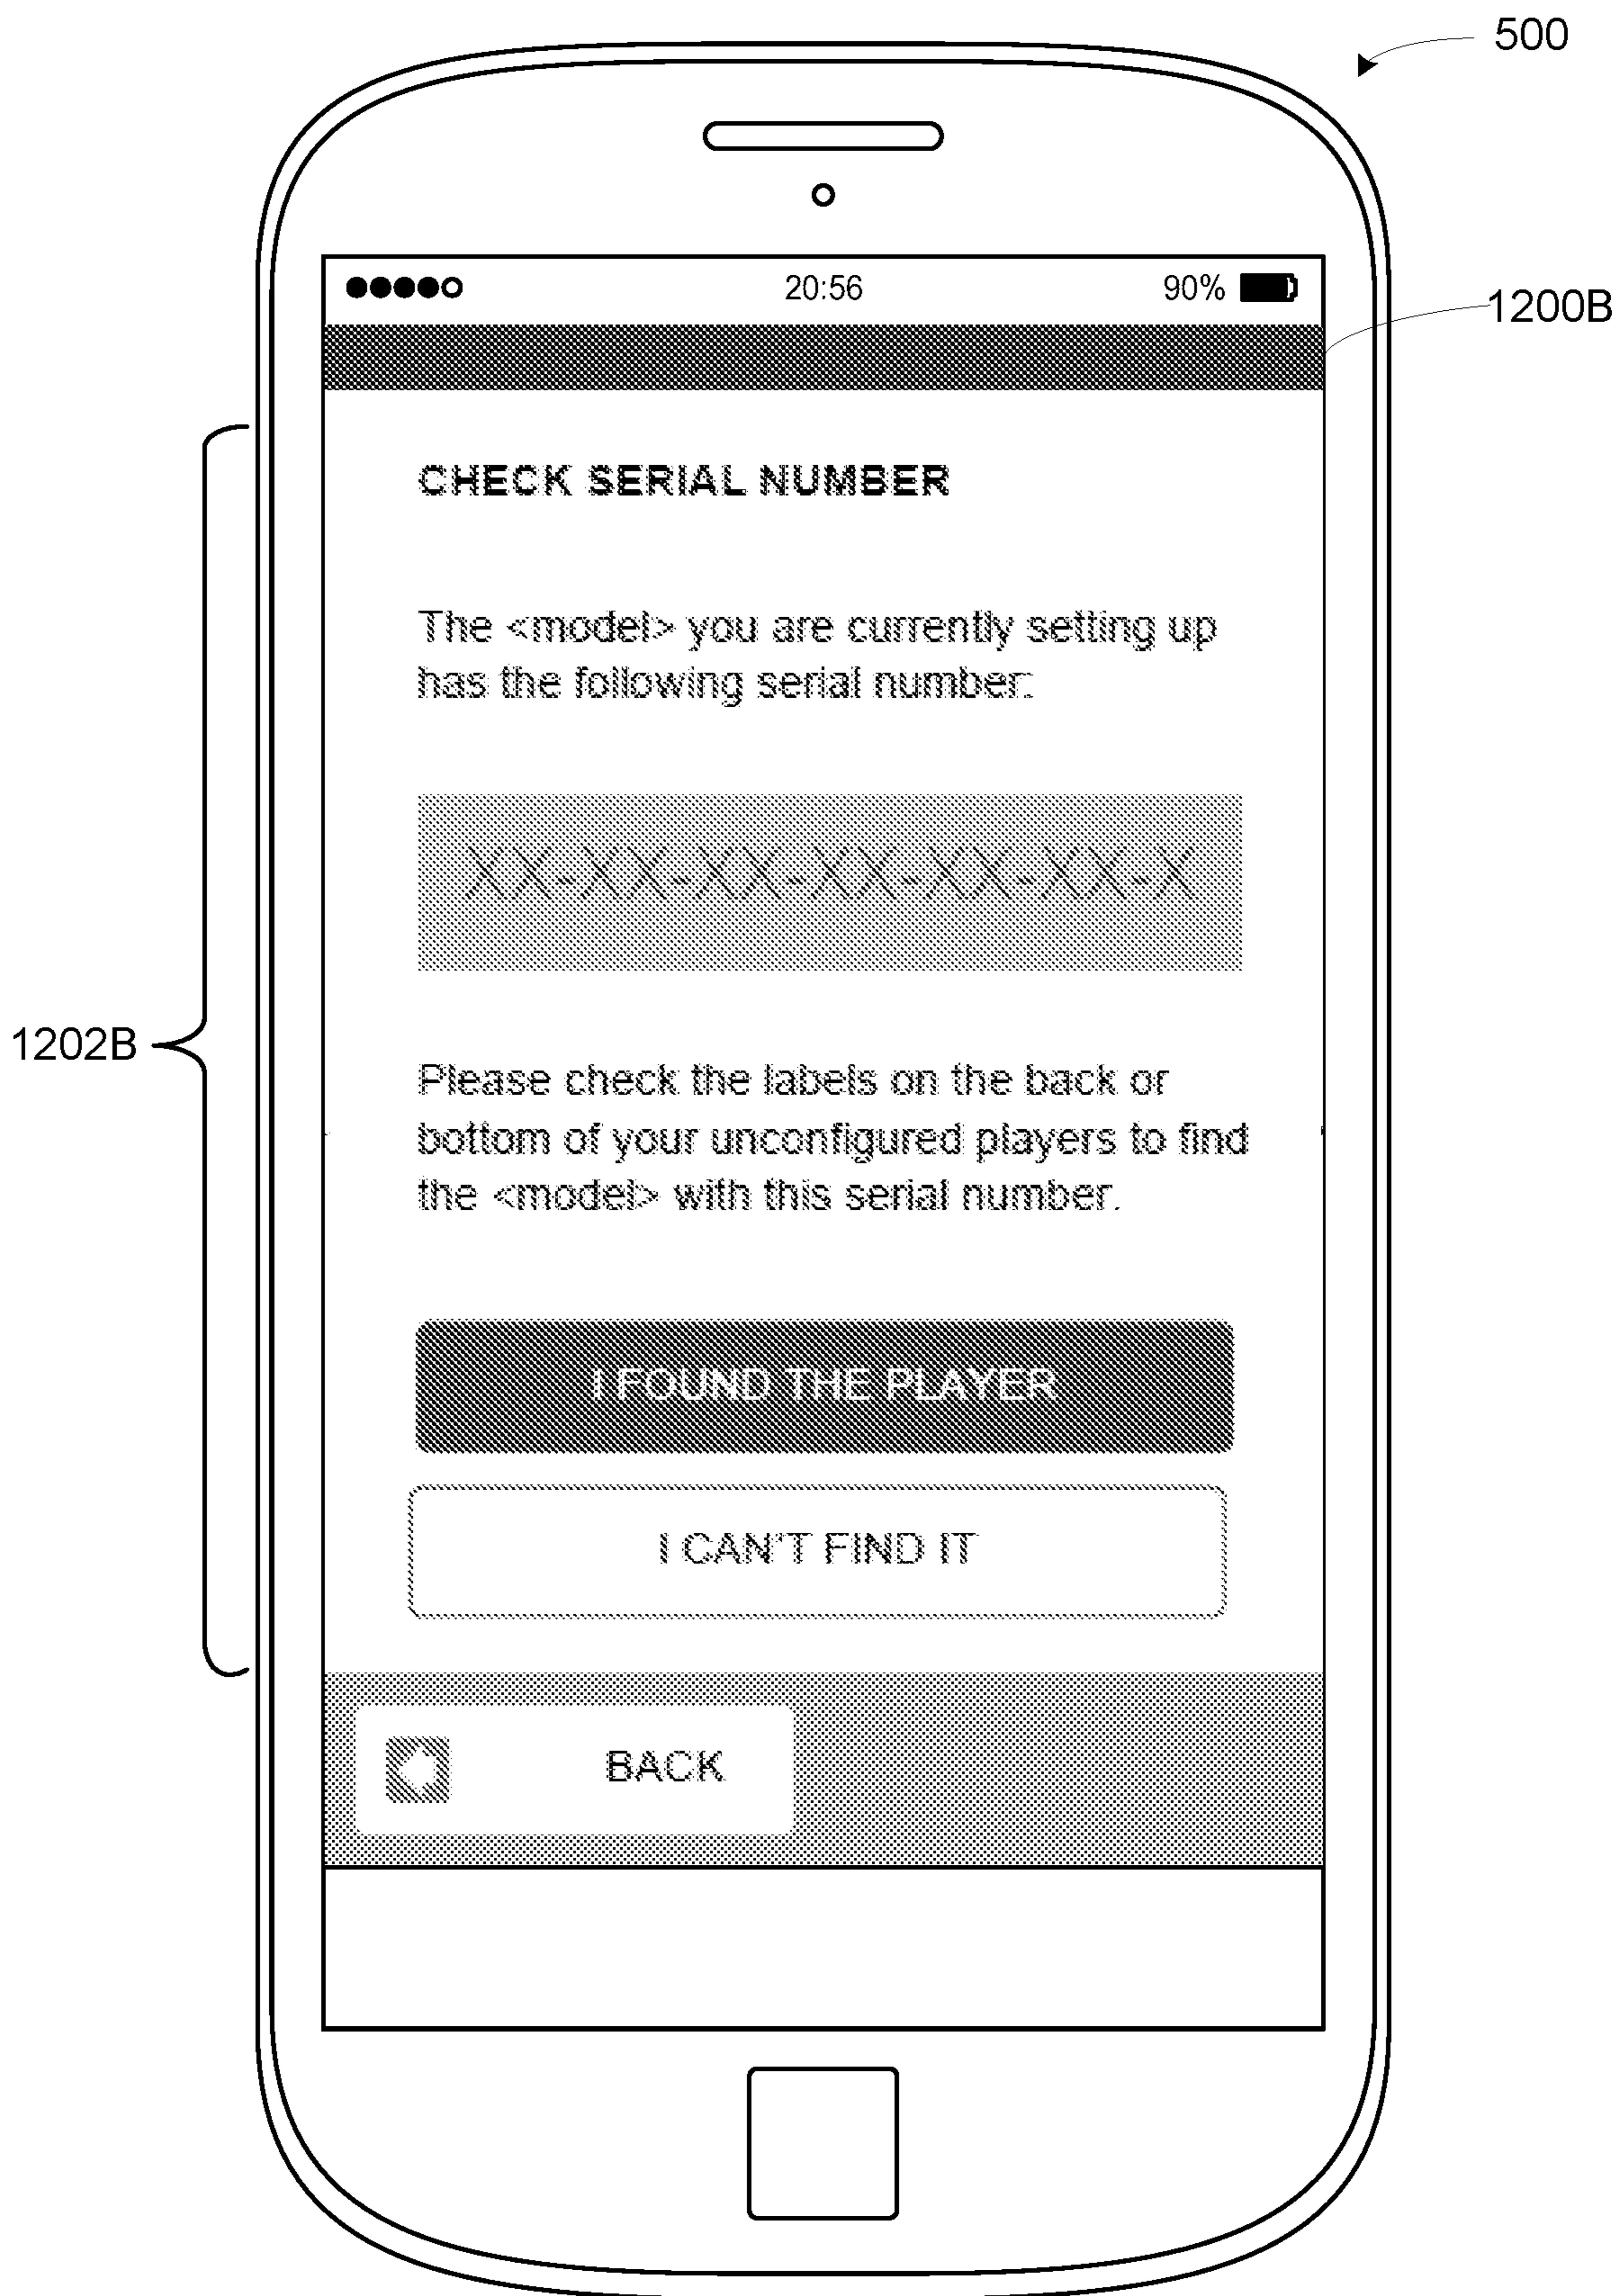 500
20:56
90%
1200B
CHECK SERIAL NUMBER
The <model> you are currently setting up
has the following serial number:
XX-XX-XX-XX-XX-XX-X
1202B
Please check the labels on the back or
bottom of your unconfigured players to find
the <model> with this serial number.
I FOUND THE PLAYER
I CAN'T FIND IT
BACK